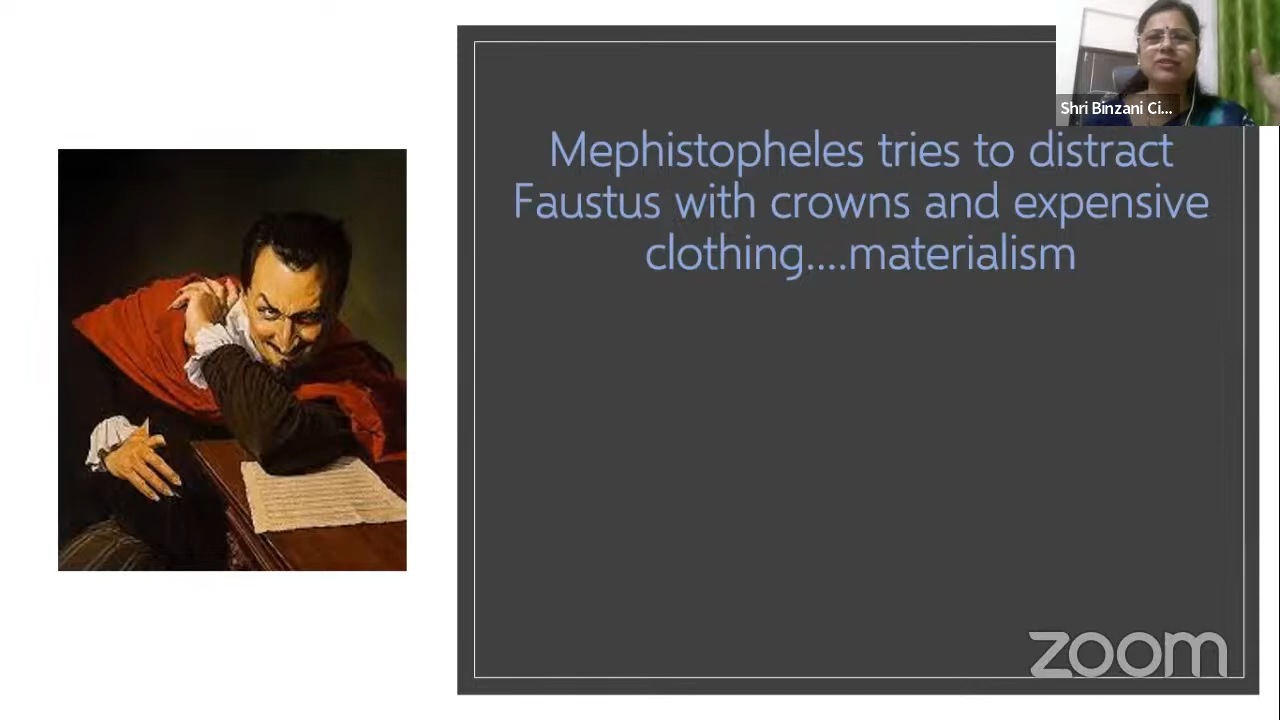 Shri Binzani Ci...
Mephistopheles tries to distract
Faustus with crowns and expensive
clothing....materialism
zoom